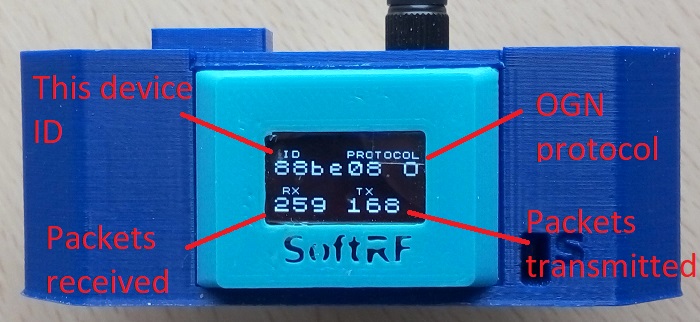 This device
ID
OGN
protocol
ID PROTOCOL
88be08 O
RX TX
259 168
Packets
received
Packets
transmitted
SoftRF
S